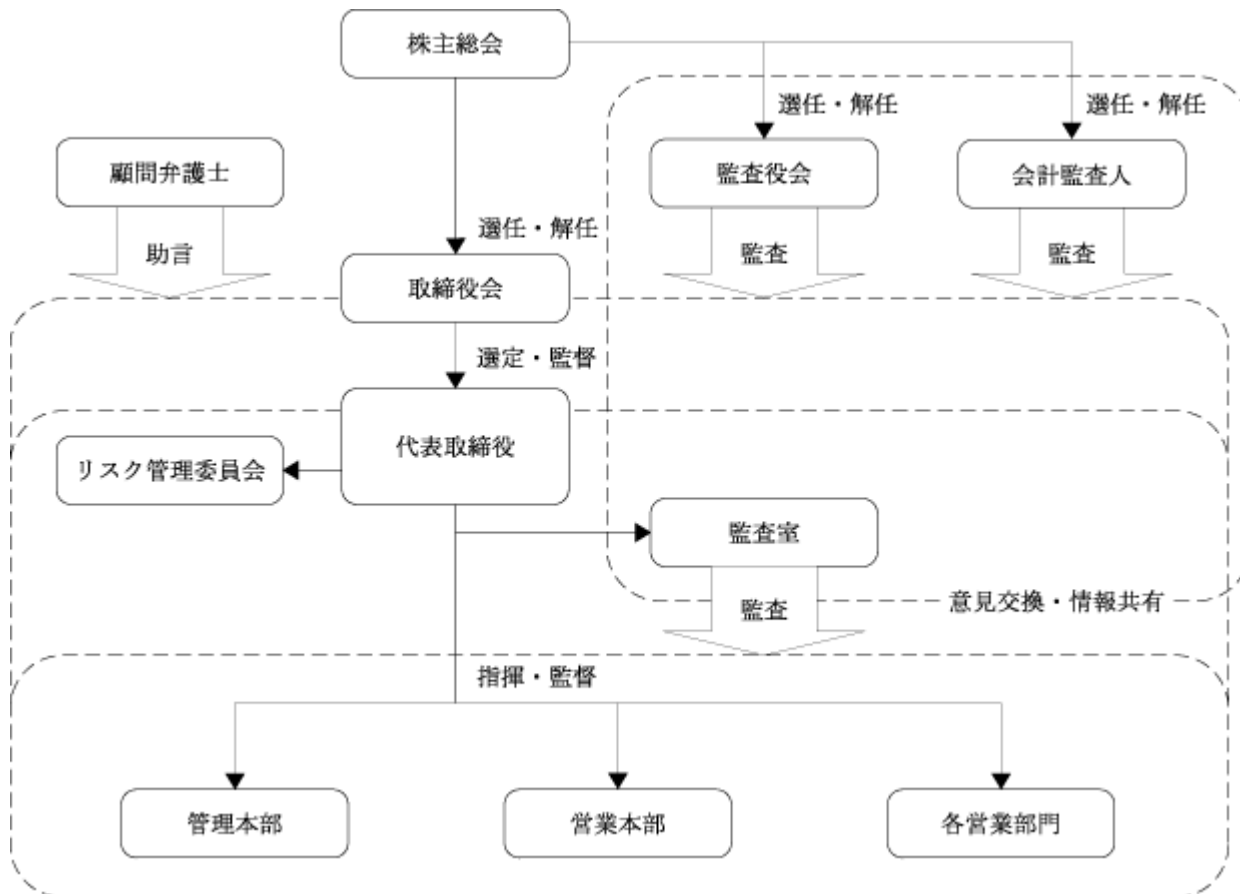 株主総会
選任・解任
選任・解任
顧問弁護士
監査役会
会計監査人
選任・解任
助言
監査
監査
取締役会
選定・監督
代表取締役
リスク管理委員会
監査室
意見交換・情報共有
監査
指揮・監督
管理本部
営業本部
各営業部門